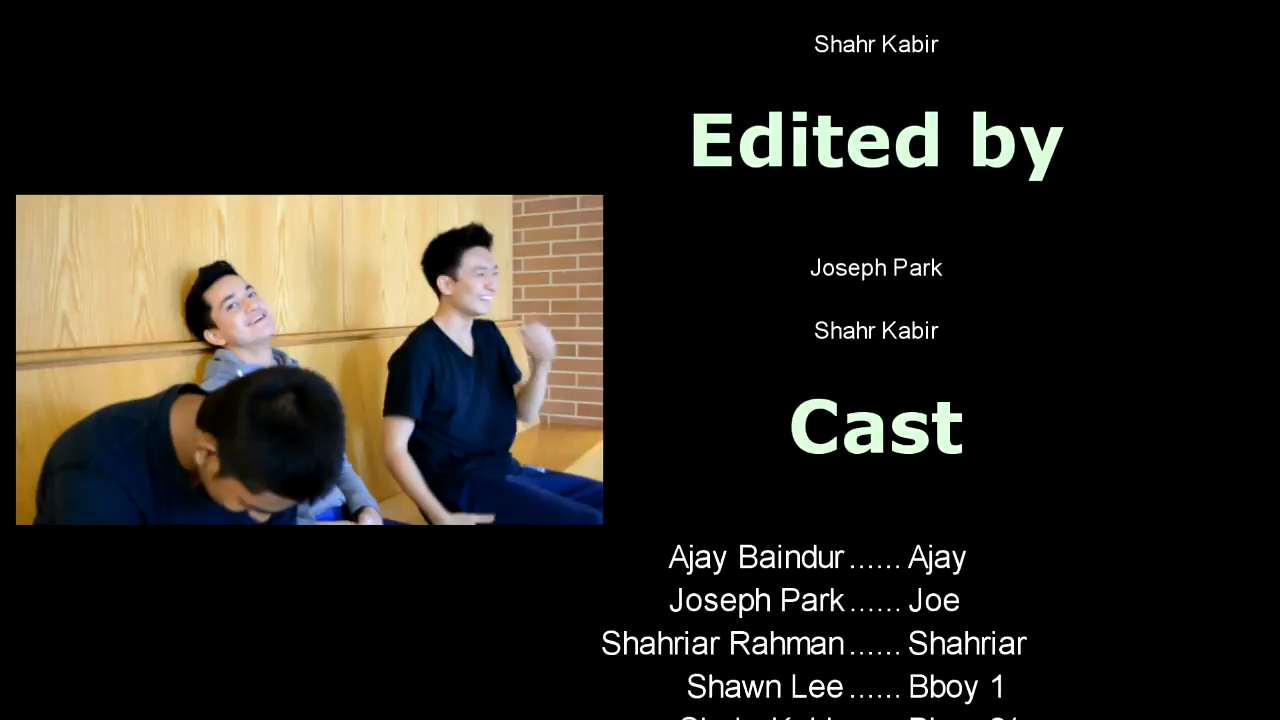 Shahr Kabir
Edited by
Joseph Park
Shahr Kabir
Cast
Ajay Baindur...... Ajay
Joseph Park...... Joe
Shahriar Rahman...... Shahriar
Shawn Lee...... Bboy 1